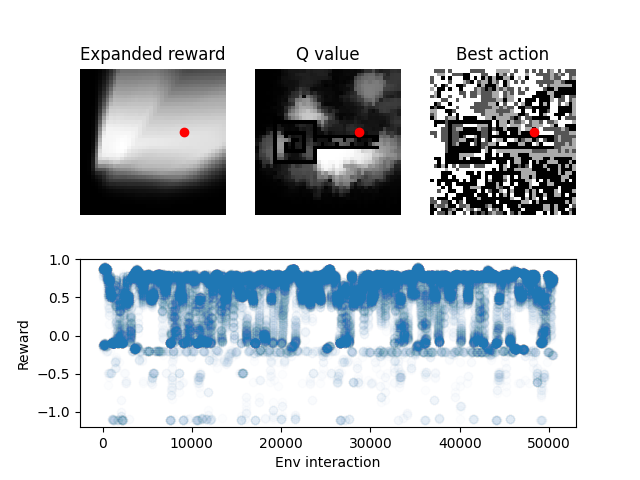 Expanded reward
Q value
Best action
1.0
0.5
0.0
−0.5
−1.0
Reward
0
10000
20000
30000
40000
50000
Env interaction